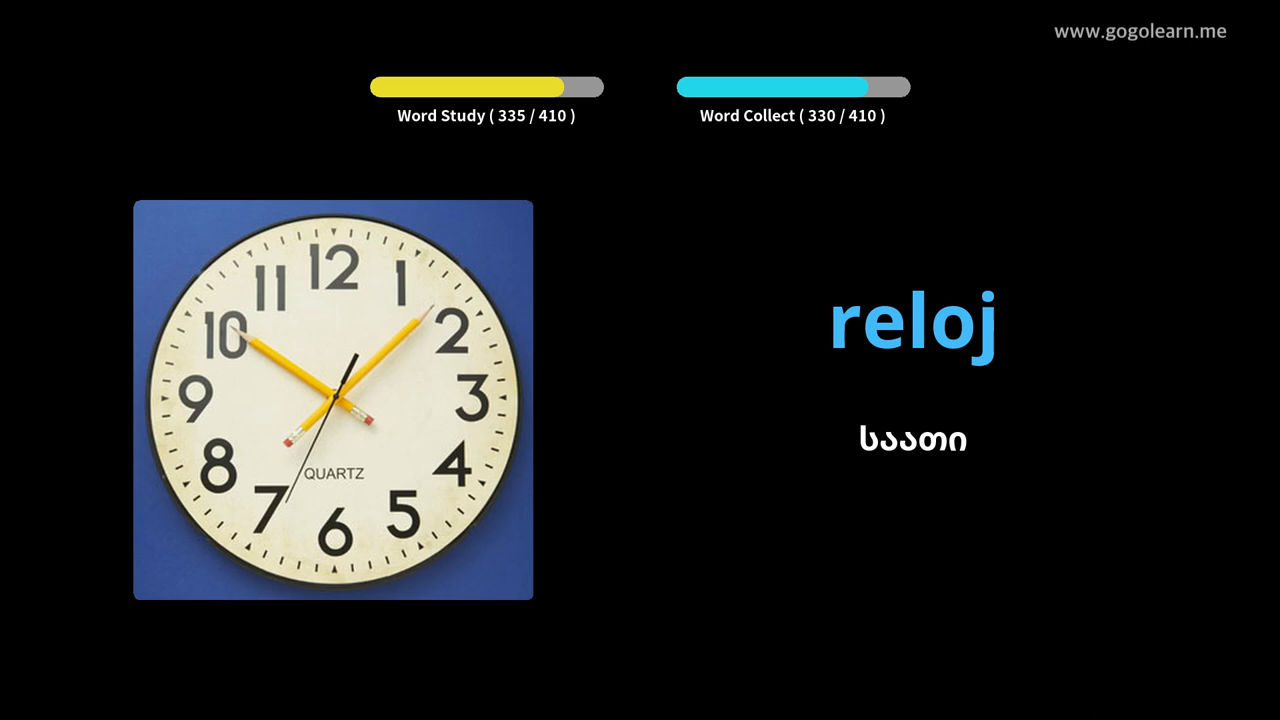 www.gogolearn.me
Word Study ( 335 / 410 )
Word Collect ( 330 / 410 )
12
11
1
10
2
9
3
8
4
QUARTZ
7
5
6
reloj
საათი